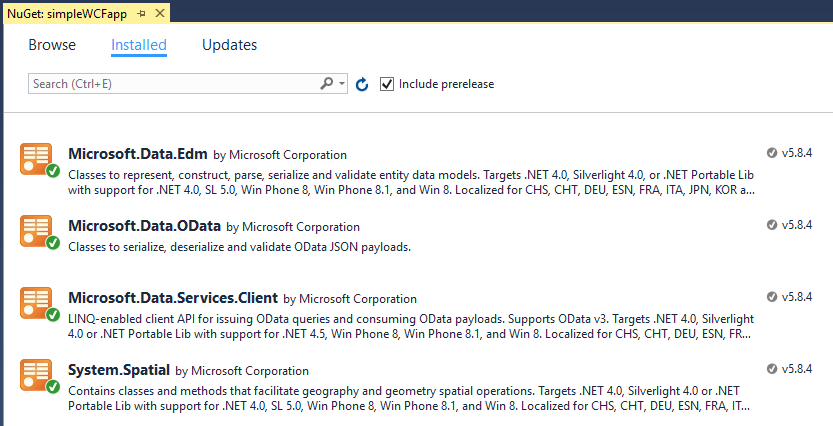 NuGet: simpleWCFapp
Browse Installed Updates
Search (Ctrl+E) Include prerelease
Microsoft.Data.Edm by Microsoft Corporation v5.8.4
Classes to represent, construct, parse, serialize and validate entity data models. Targets .NET 4.0, Silverlight 4.0, or .NET Portable Lib
with support for .NET 4.0, SL 5.0, Win Phone 8, Win Phone 8.1, and Win 8. Localized for CHS, CHT, DEU, ESN, FRA, ITA, JPN, KOR a...
Microsoft.Data.OData by Microsoft Corporation v5.8.4
Classes to serialize, deserialize and validate OData JSON payloads.
Microsoft.Data.Services.Client by Microsoft Corporation v5.8.4
LINQ-enabled client API for issuing OData queries and consuming OData payloads. Supports OData v3. Targets .NET 4.0, Silverlight
4.0 or .NET Portable Lib with support for .NET 4.5, Win Phone 8, Win Phone 8.1, and Win 8. Localized for CHS, CHT, DEU, ESN, FR...
System.Spatial by Microsoft Corporation v5.8.4
Contains classes and methods that facilitate geography and geometry spatial operations. Targets .NET 4.0, Silverlight 4.0 or .NET
Portable Lib with support for .NET 4.0, SL 5.0, Win Phone 8, Win Phone 8.1, and Win 8. Localized for CHS, CHT, DEU, ESN, FRA, IT...